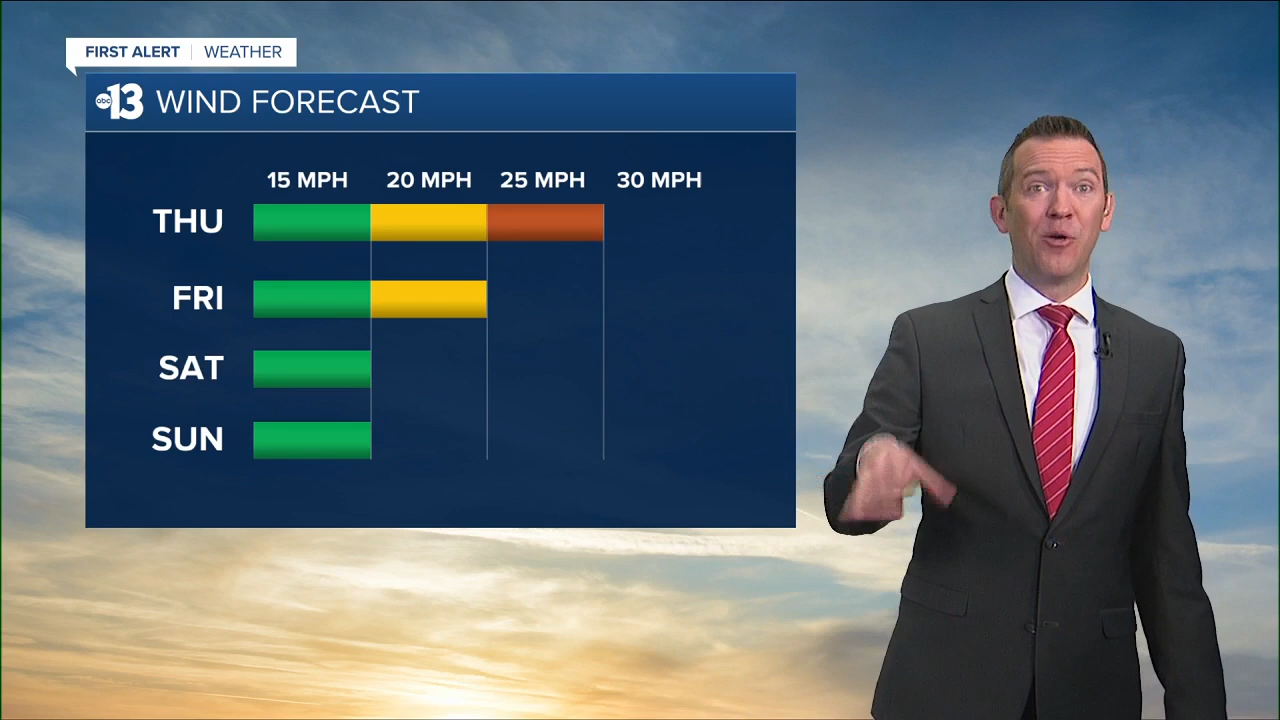 FIRST ALERT | WEATHER
abc 13 WIND FORECAST
15 MPH 20 MPH 25 MPH 30 MPH
THU
FRI
SAT
SUN